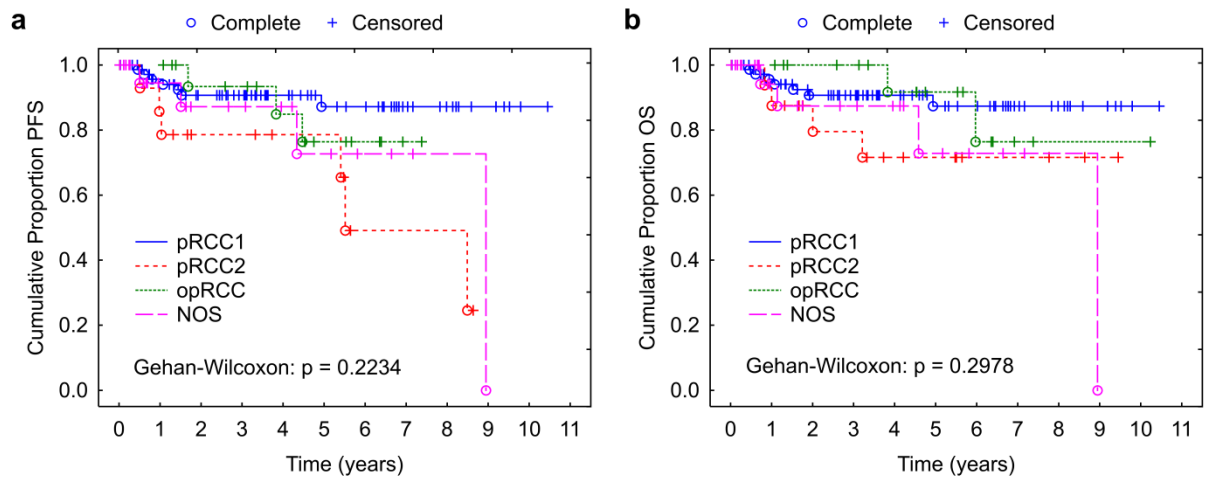 a
Complete
Censored
Cumulative Proportion PFS
1.0
0.8
0.6
0.4
0.2
0.0
pRCC1
pRCC2
opRCC
NOS
Gehan-Wilcoxon: p = 0.2234
0 1 2 3 4 5 6 7 8 9 10 11
Time (years)
b
Complete
Censored
Cumulative Proportion OS
1.0
0.8
0.6
0.4
0.2
0.0
pRCC1
pRCC2
opRCC
NOS
Gehan-Wilcoxon: p = 0.2978
0 1 2 3 4 5 6 7 8 9 10 11
Time (years)